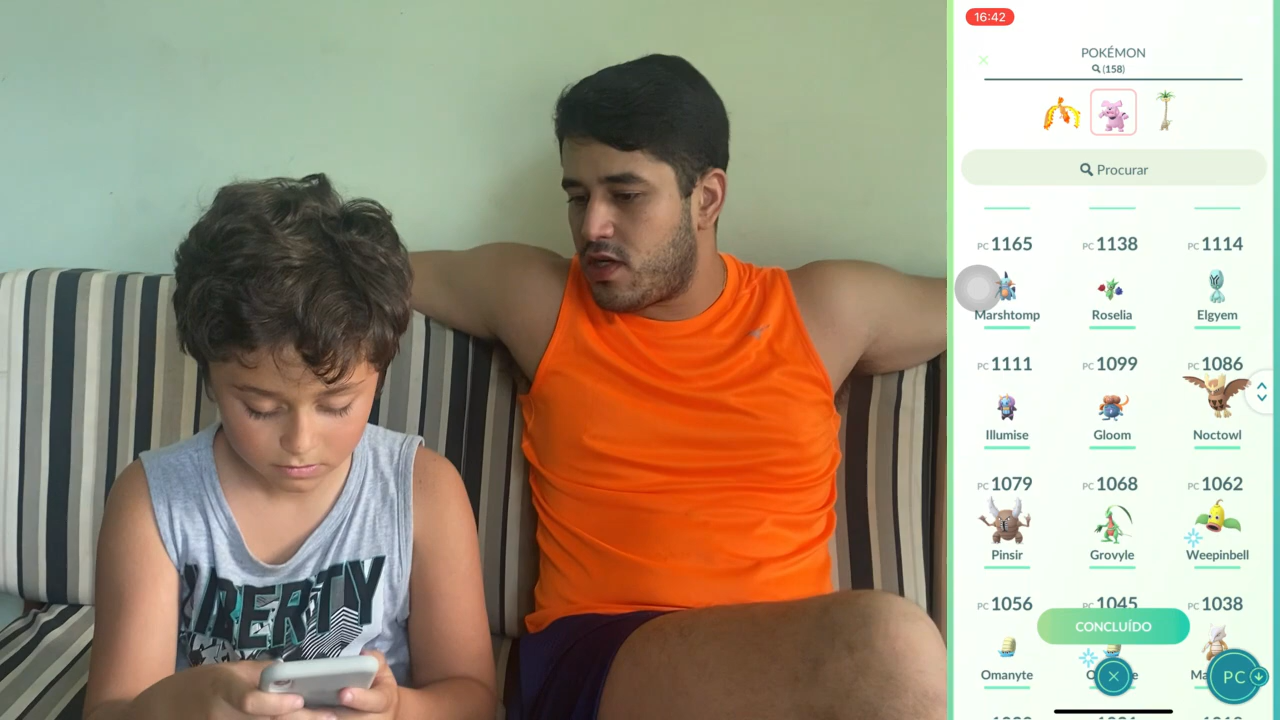 16:42
POKÉMON
(158)
Procurar
PC 1165 PC 1138 PC 1114
Marshtomp Roselia Elgyem
PC 1111 PC 1099 PC 1086
Illumise Gloom Noctowl
PC 1079 PC 1068 PC 1062
Pinsir Grovyle Weepinbell
PC 1056 PC 1045 PC 1038
CONCLUÍDO
Omanyte
PC
LIBERTY